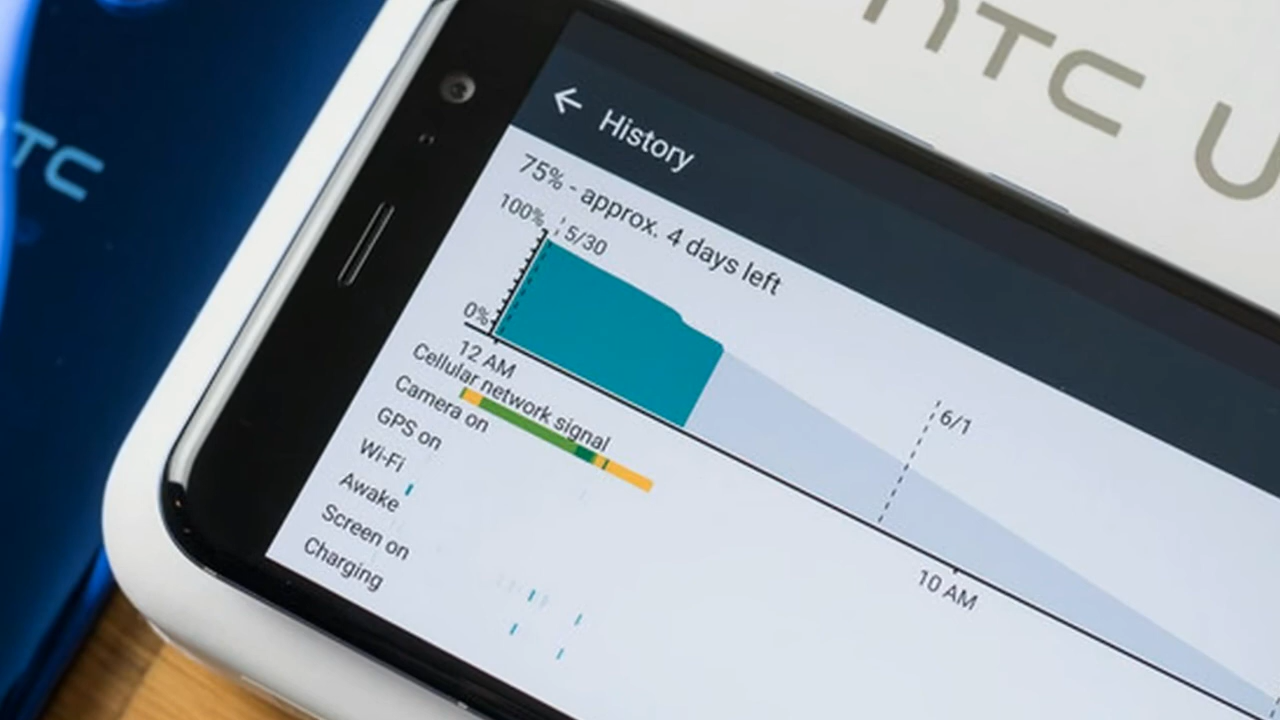 HTC U
TC
History
75% - approx. 4 days left
100%
5/30
0%
12 AM
6/1
10 AM
Cellular network signal
Camera on
GPS on
Wi-Fi
Awake
Screen on
Charging